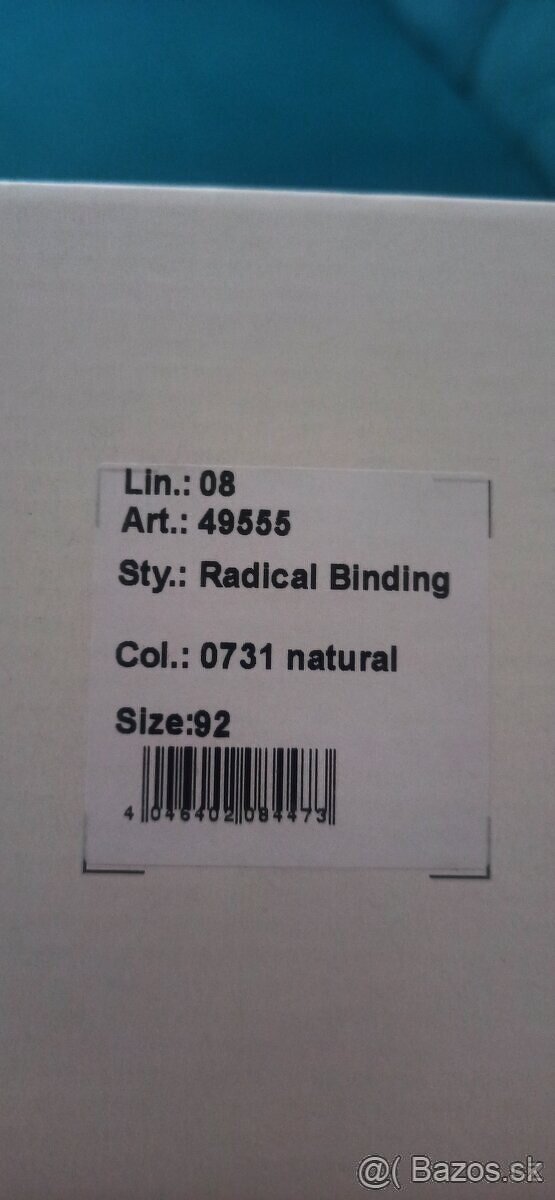 Lin.: 08
Art.: 49555
Sty.: Radical Binding
Col.: 0731 natural
Size:92
4 046402 084473
@( Bazos.sk